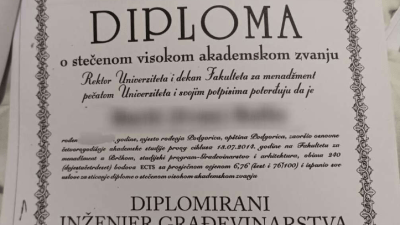 DIPLOMA
o stečenom visokom akademskom zvanju
Rektor Univerziteta i dekan Fakulteta za menadžment
pečatom Univerziteta i svojim potpisima potvrđuju da je
rođen godine, mjesto rođenja Podgorica, opština Podgorica, završio osnovne
četverogodišnje akademske studije prvog ciklusa 18.07.2014. godine, na Fakultetu za
menadžment u Brčkom, studijski program-Građevinarstvo i arhitektura, obima 240
(dvjestačetrdeset) bodova ECTS sa prosječnom ocjenom 6,76 (šest i 76/100) i ispunio sve
uslove za sticanje diplome o stečenom visokom akademskom zvanju
DIPLOMIRANI
INŽENJER GRAĐEVINARSTVA